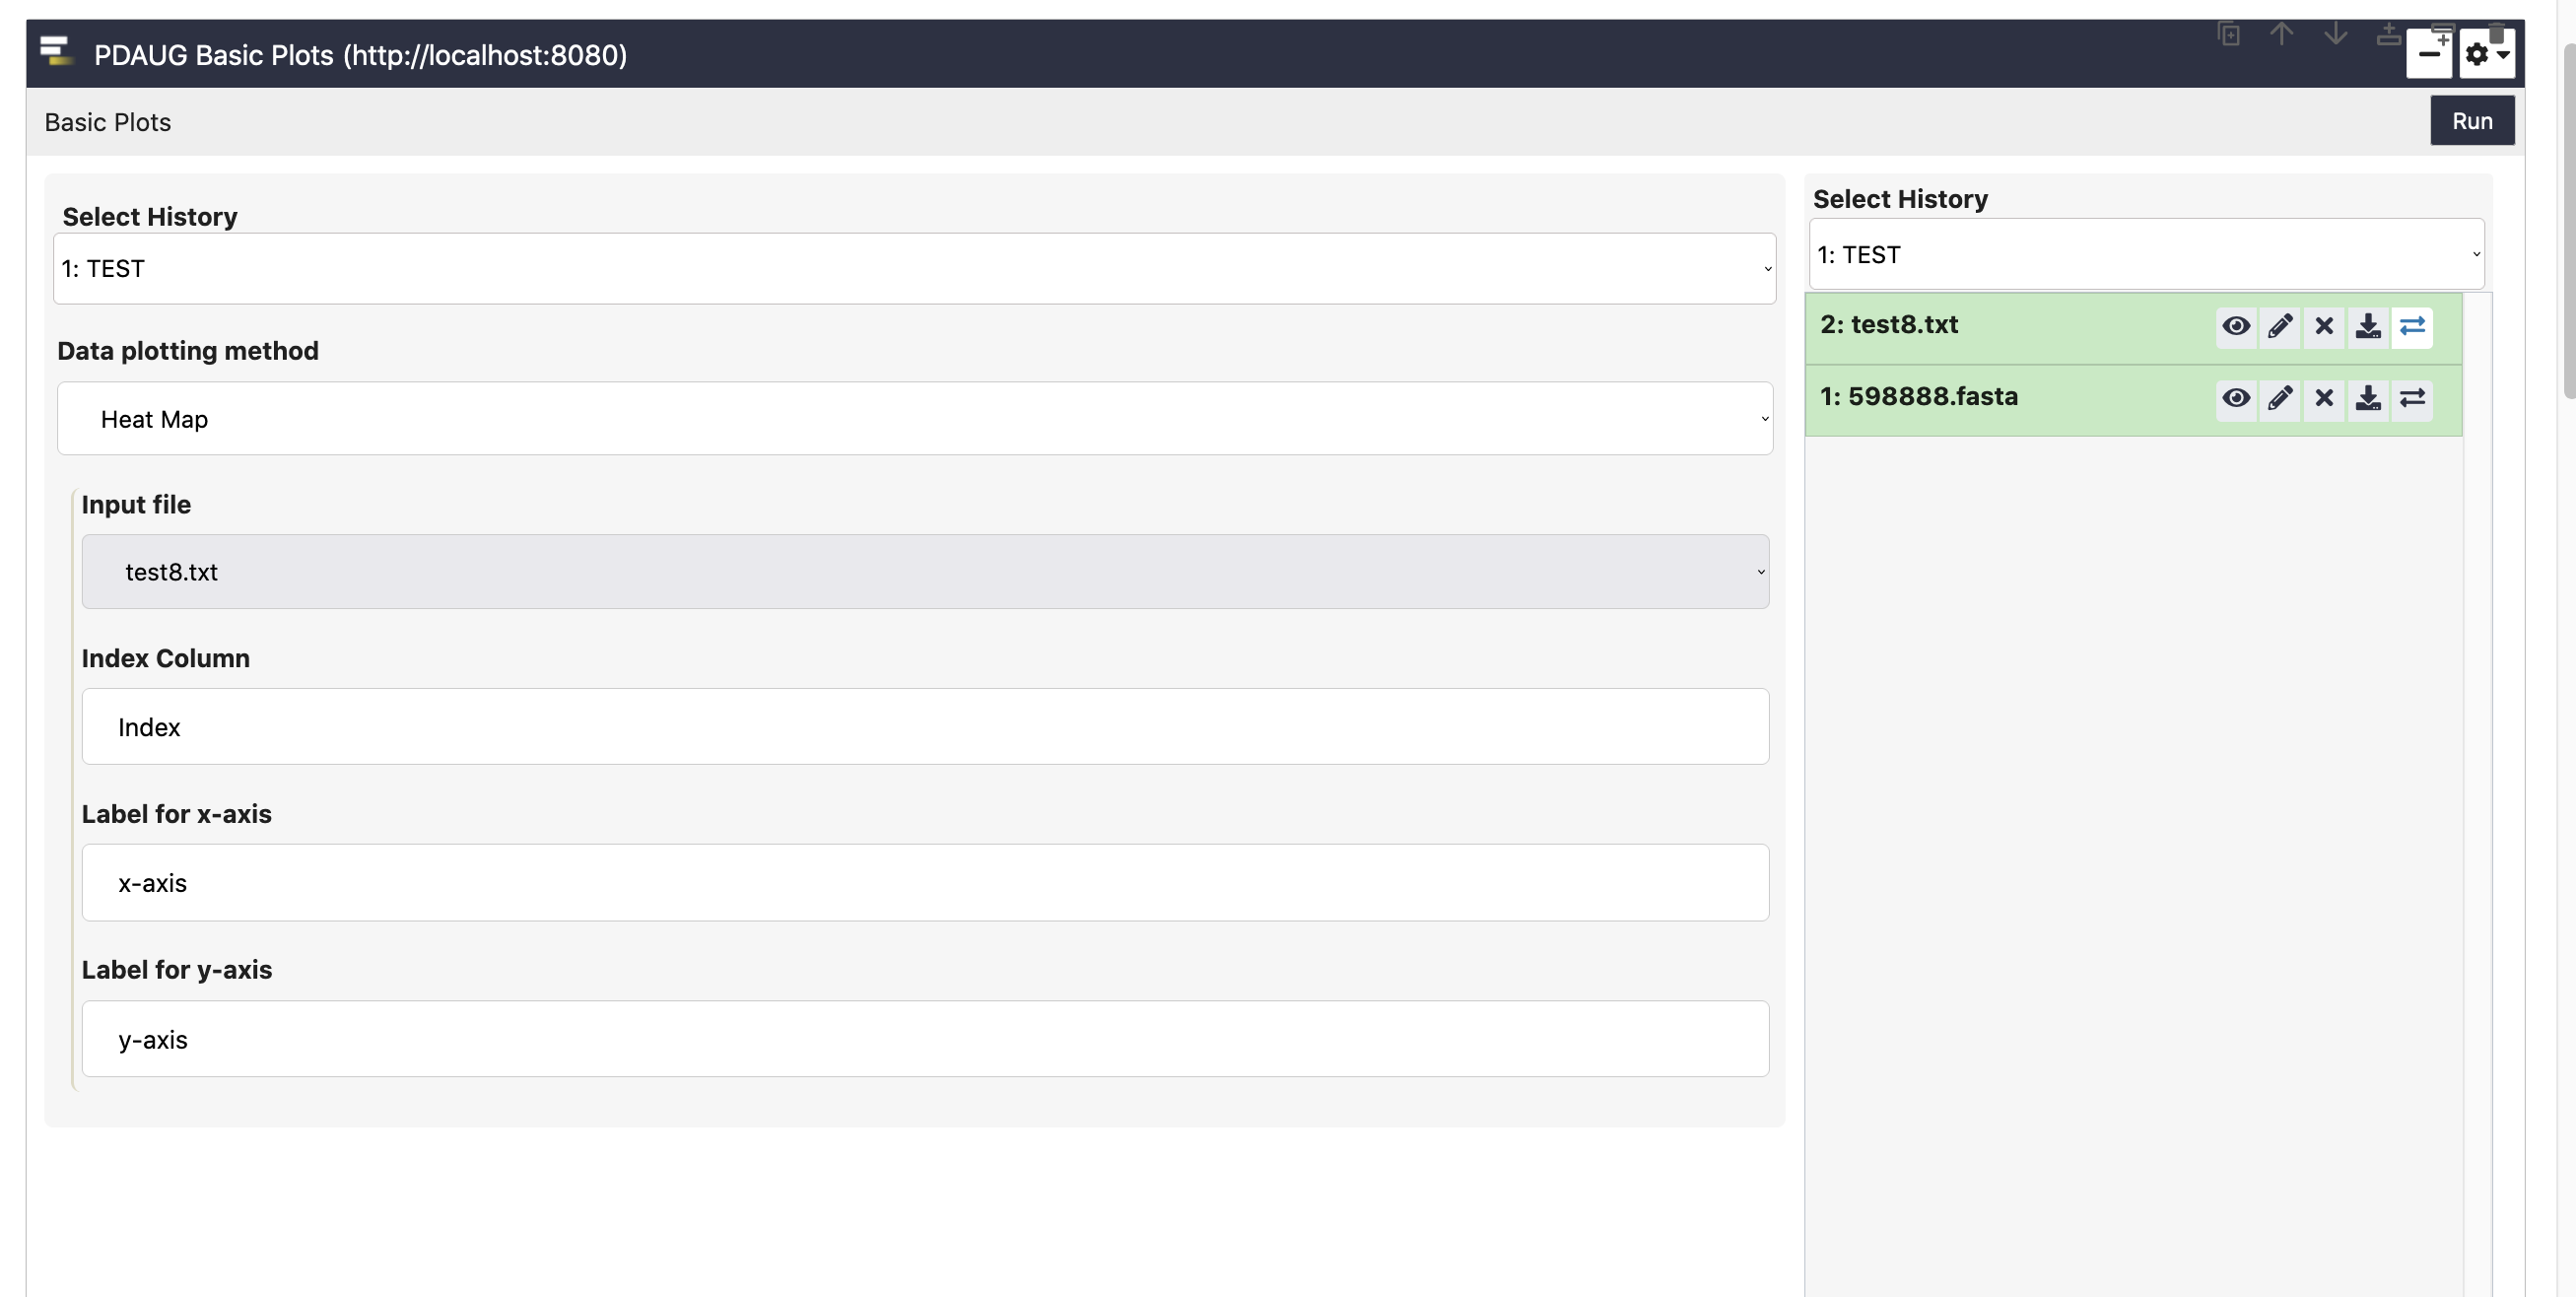 PDAUG Basic Plots (http://localhost:8080)
Basic Plots
Run
Select History
1: TEST
Data plotting method
Heat Map
Input file
test8.txt
Index Column
Index
Label for x-axis
x-axis
Label for y-axis
y-axis
Select History
1: TEST
2: test8.txt
1: 598888.fasta